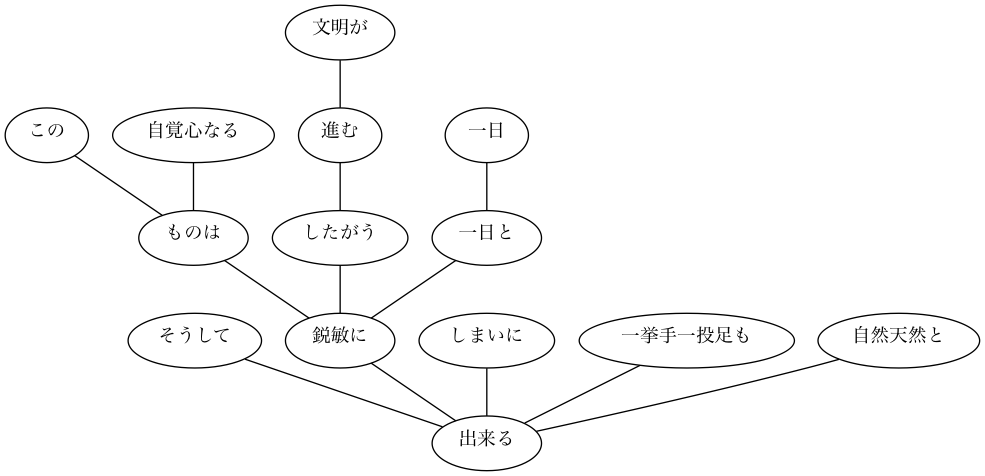 文明が
この
自覚心なる
進む
一日
ものは
したがう
一日と
そうして
鋭敏に
しまいに
一挙手一投足も
自然天然と
出来る